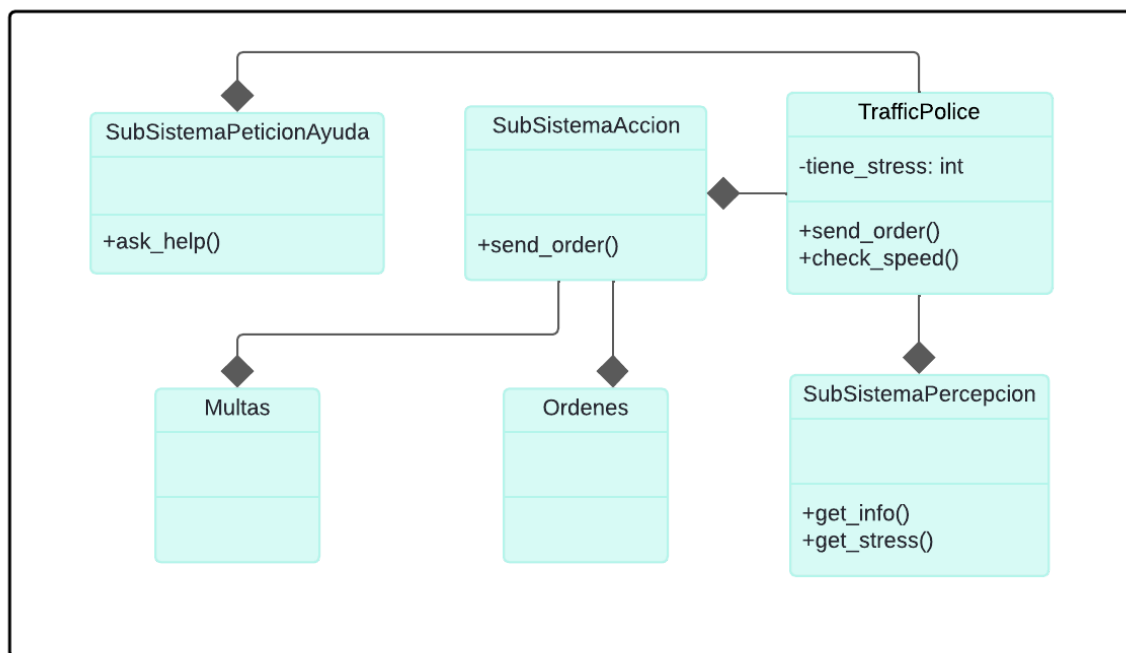 SubSistemaPeticionAyuda
+ask_help()
SubSistemaAccion
+send_order()
TrafficPolice
-tiene_stress: int
+send_order()
+check_speed()
Multas
Ordenes
SubSistemaPercepcion
+get_info()
+get_stress()